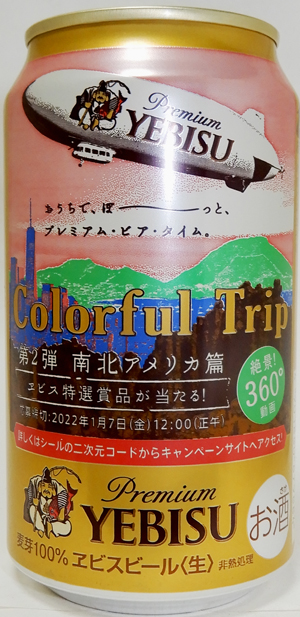 Premium
YEBISU
おうちで、ぼーーっと、
プレミアム・ビア・タイム。
Colorful Trip
第2弾 南北アメリカ篇
ヱビス特選賞品が当たる!
応募締切:2022年1月7日(金)12:00(正午)
絶景!
360°
動画
詳しくはシールの二次元コードからキャンペーンサイトへアクセス!
Premium
YEBISU
お酒
麦芽100% ヱビスビール〈生〉 非熱処理